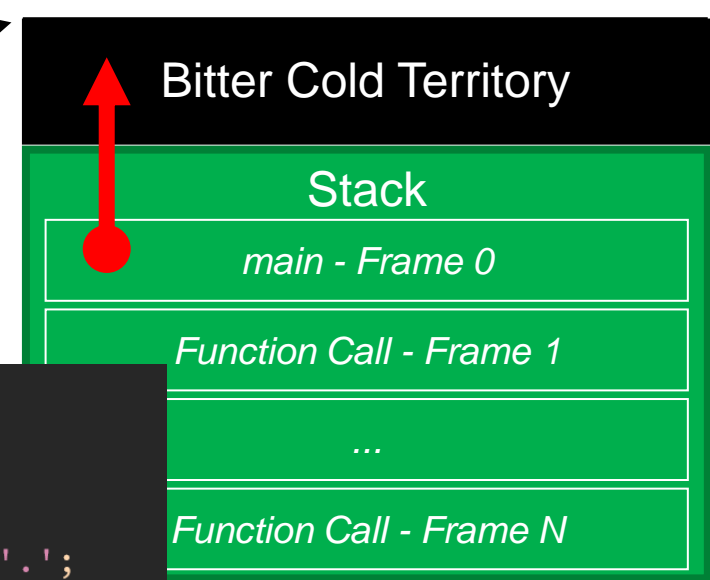 Bitter Cold Territory
Stack
main - Frame 0
Function Call - Frame 1
...
Function Call - Frame N
'.';